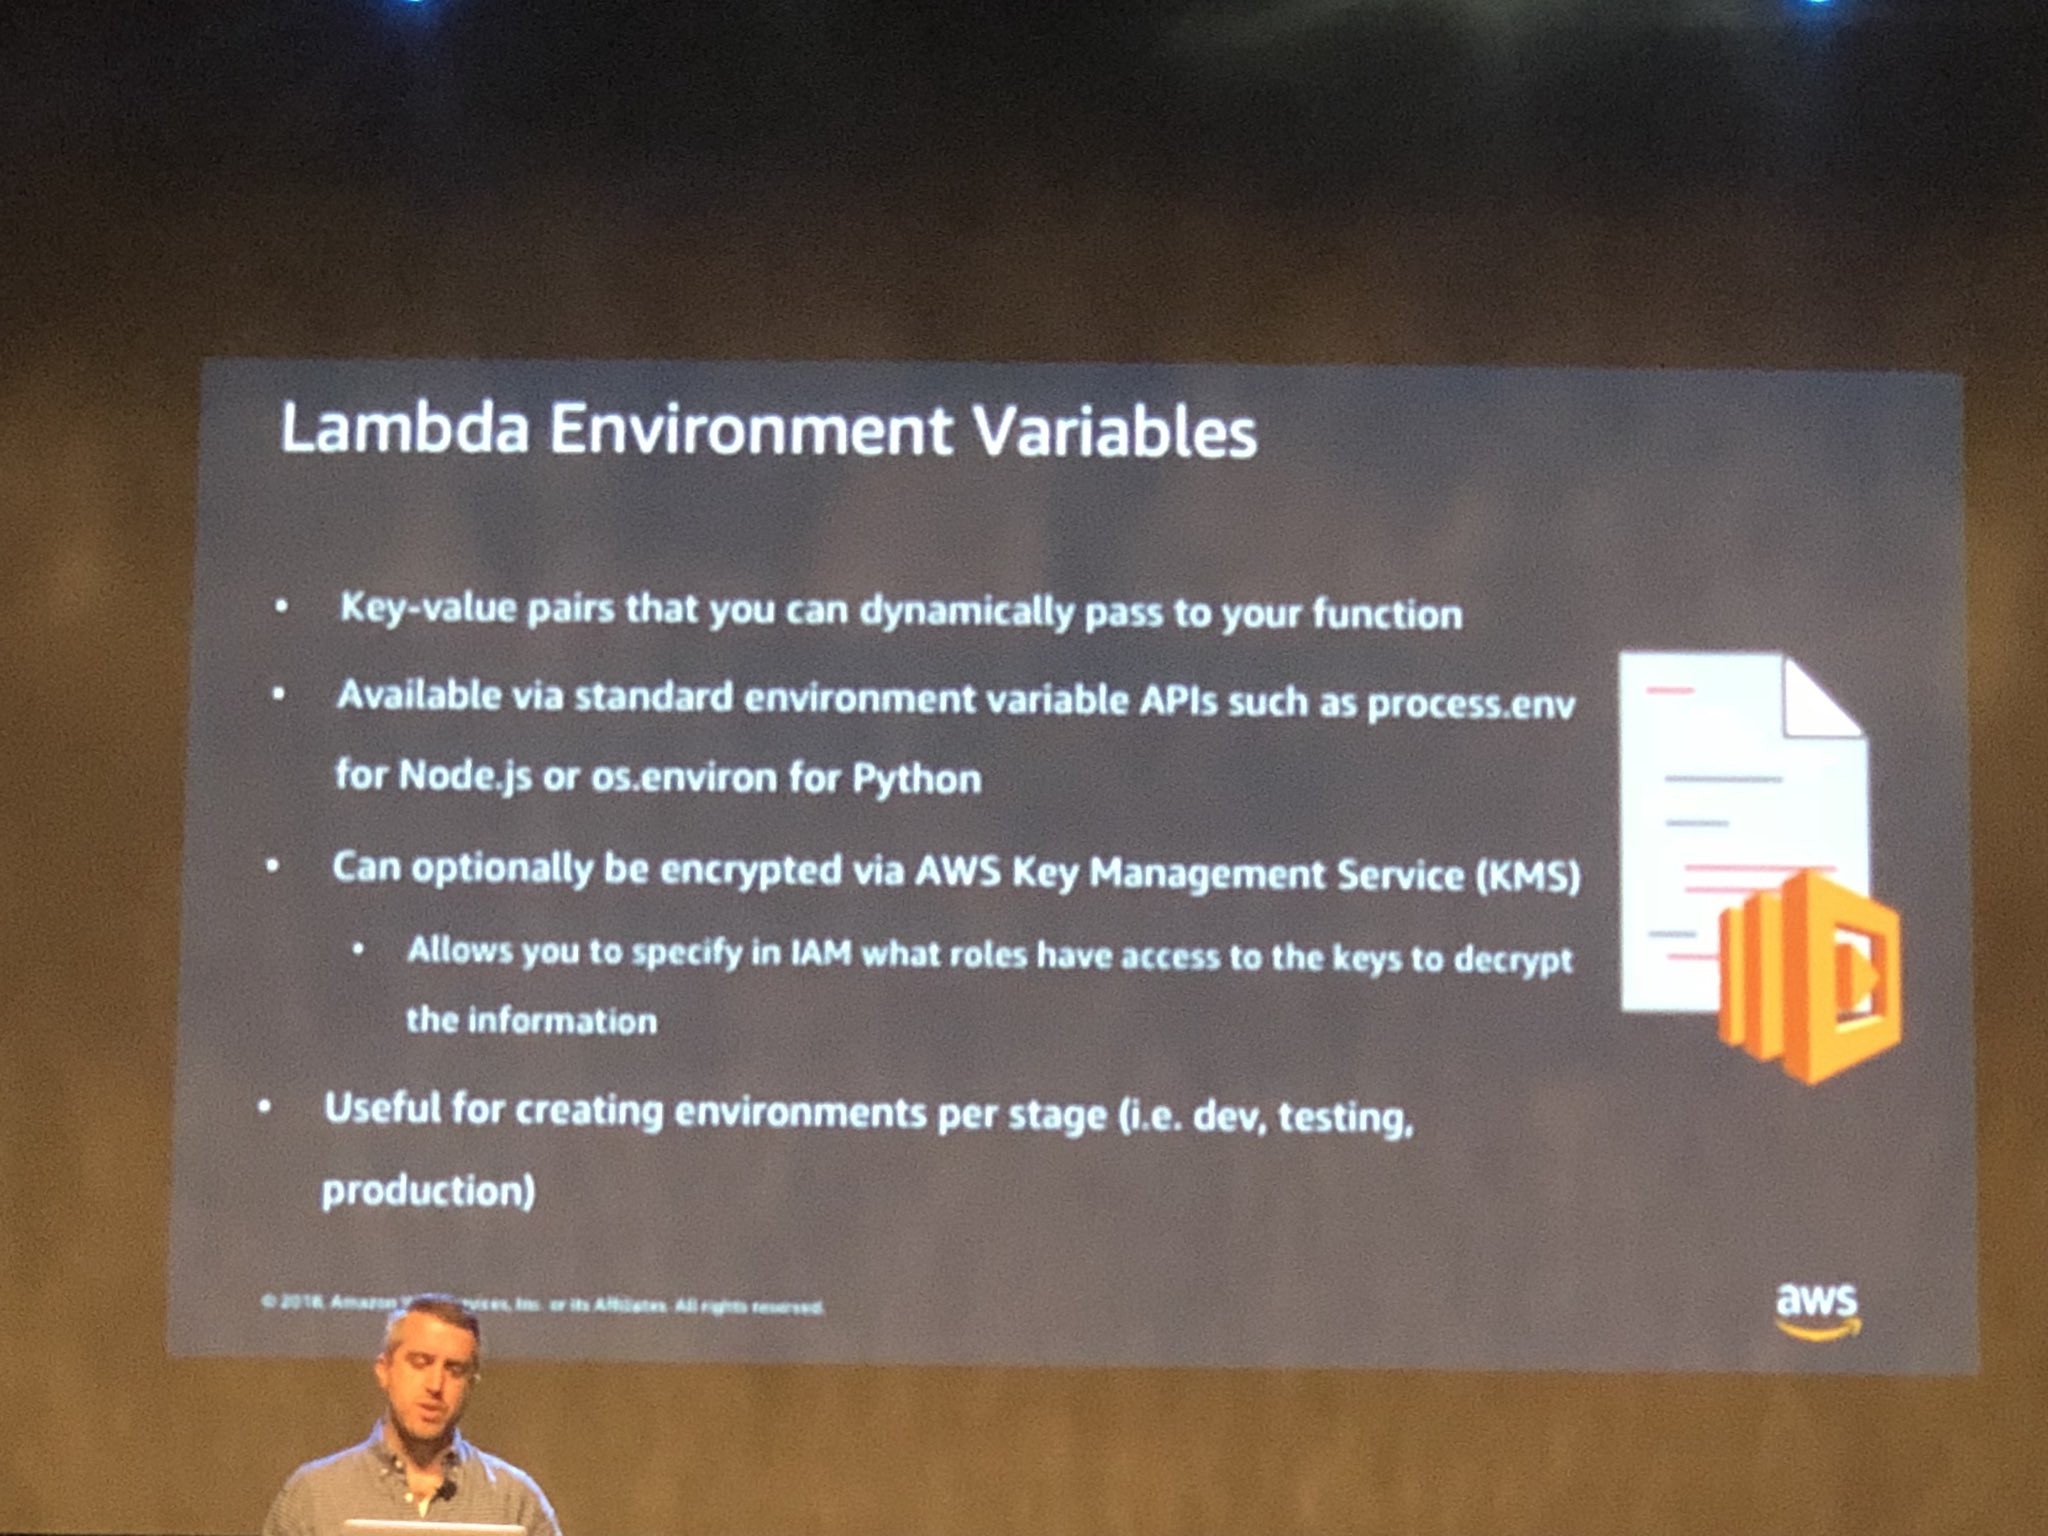 Lambda Environment Variables
• Key-value pairs that you can dynamically pass to your function
• Available via standard environment variable APIs such as process.env
for Node.js or os.environ for Python
• Can optionally be encrypted via AWS Key Management Service (KMS)
• Allows you to specify in IAM what roles have access to the keys to decrypt
the information
• Useful for creating environments per stage (i.e. dev, testing,
production)
© 2018, Amazon Inc. or its Affiliates. All rights reserved.
aws